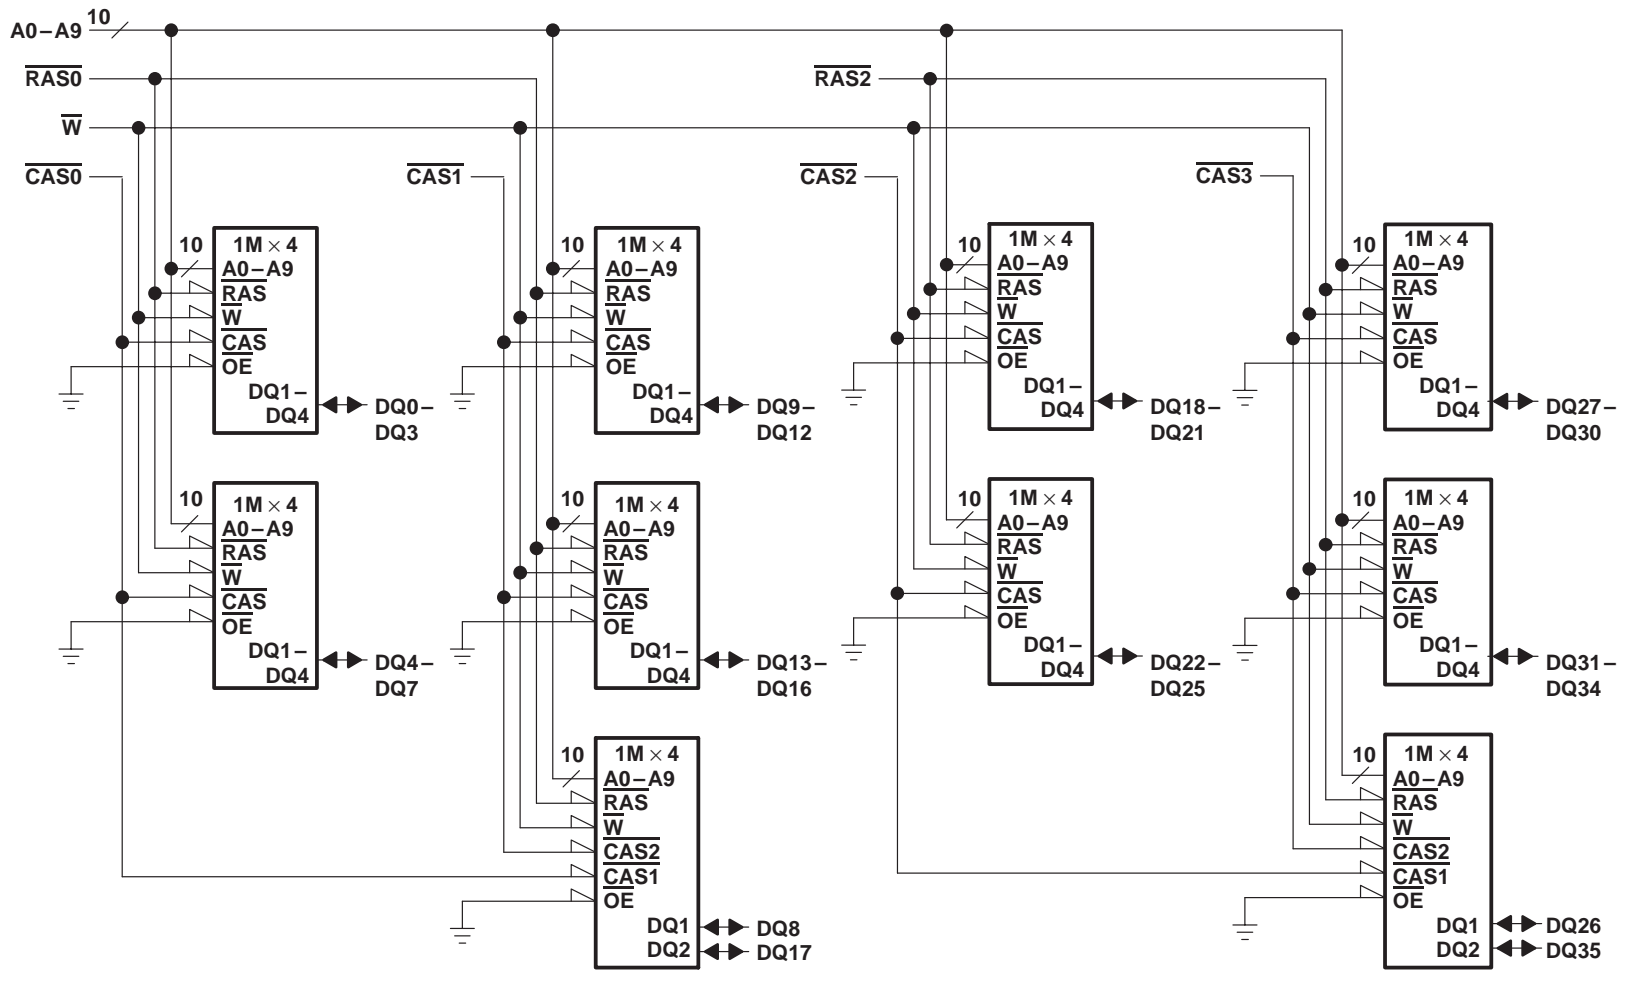 A0–A9
10
RAS0
RAS2
W
CAS0
CAS1
CAS2
CAS3
10
1M × 4
A0–A9
RAS
W
CAS
OE
DQ1–
DQ4
DQ0–
DQ3
10
1M × 4
A0–A9
RAS
W
CAS
OE
DQ1–
DQ4
DQ9–
DQ12
10
1M × 4
A0–A9
RAS
W
CAS
OE
DQ1–
DQ4
DQ18–
DQ21
10
1M × 4
A0–A9
RAS
W
CAS
OE
DQ1–
DQ4
DQ27–
DQ30
10
1M × 4
A0–A9
RAS
W
CAS
OE
DQ1–
DQ4
DQ4–
DQ7
10
1M × 4
A0–A9
RAS
W
CAS
OE
DQ1–
DQ4
DQ13–
DQ16
10
1M × 4
A0–A9
RAS
W
CAS
OE
DQ1–
DQ4
DQ22–
DQ25
10
1M × 4
A0–A9
RAS
W
CAS
OE
DQ1–
DQ4
DQ31–
DQ34
10
1M × 4
A0–A9
RAS
W
CAS2
CAS1
OE
DQ1
DQ2
DQ8
DQ17
10
1M × 4
A0–A9
RAS
W
CAS2
CAS1
OE
DQ1
DQ2
DQ26
DQ35